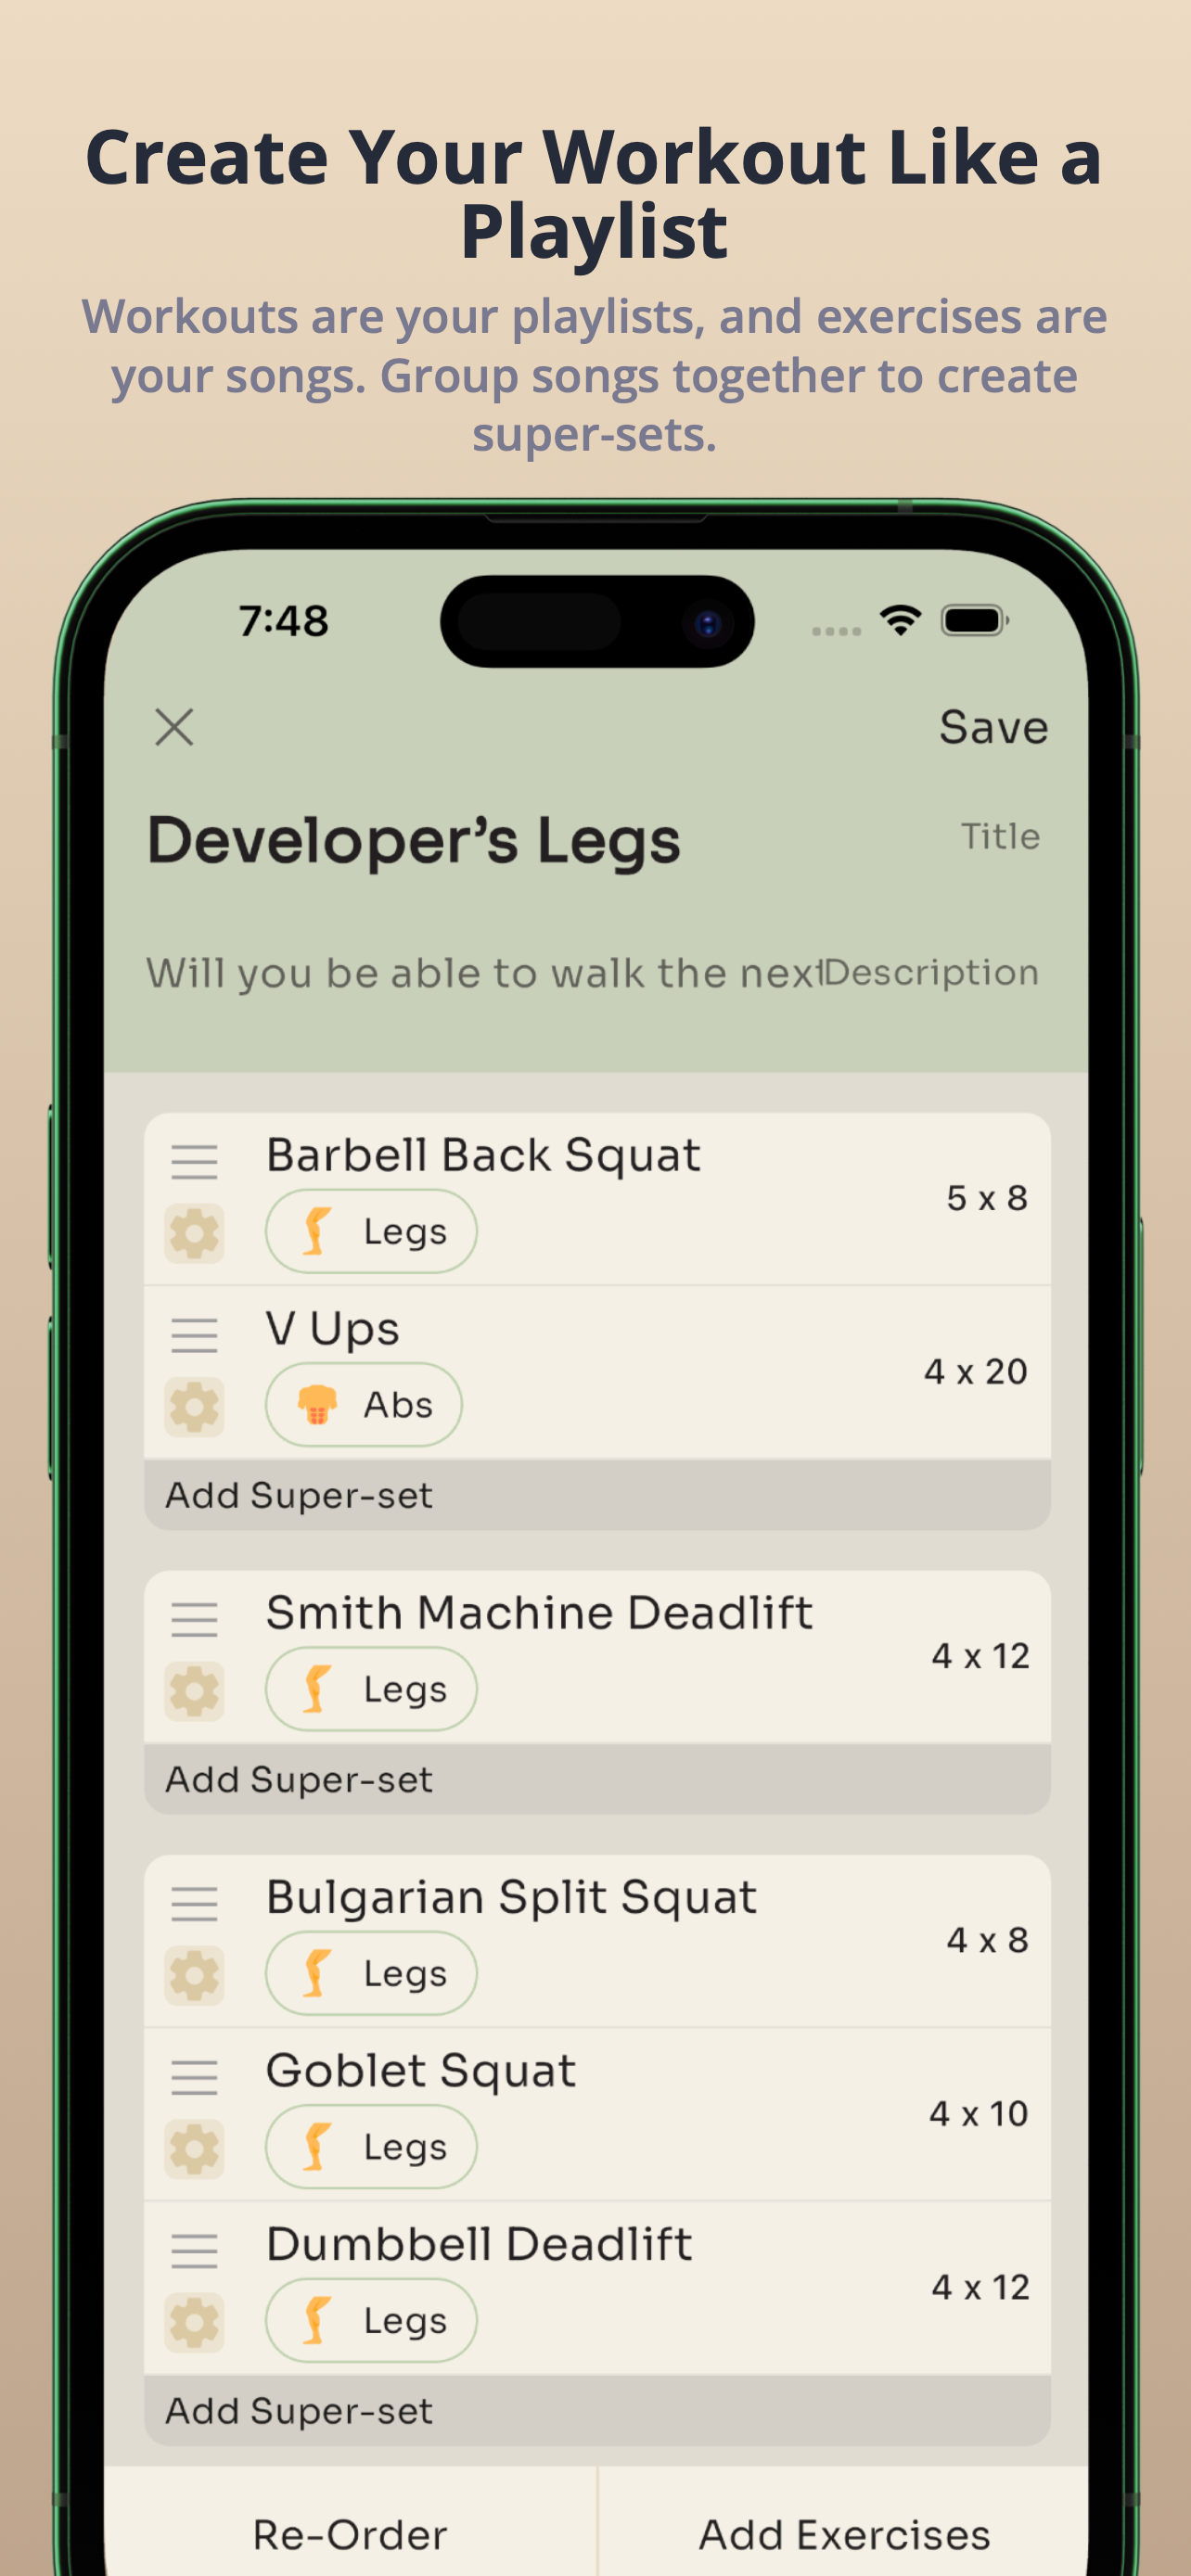 Create Your Workout Like a
Playlist
Workouts are your playlists, and exercises are
your songs. Group songs together to create
super-sets.
7:48
Save
Developer’s Legs
Title
Will you be able to walk the next
Description
Barbell Back Squat
Legs
5 x 8
V Ups
Abs
4 x 20
Add Super-set
Smith Machine Deadlift
Legs
4 x 12
Add Super-set
Bulgarian Split Squat
Legs
4 x 8
Goblet Squat
Legs
4 x 10
Dumbbell Deadlift
Legs
4 x 12
Add Super-set
Re-Order
Add Exercises